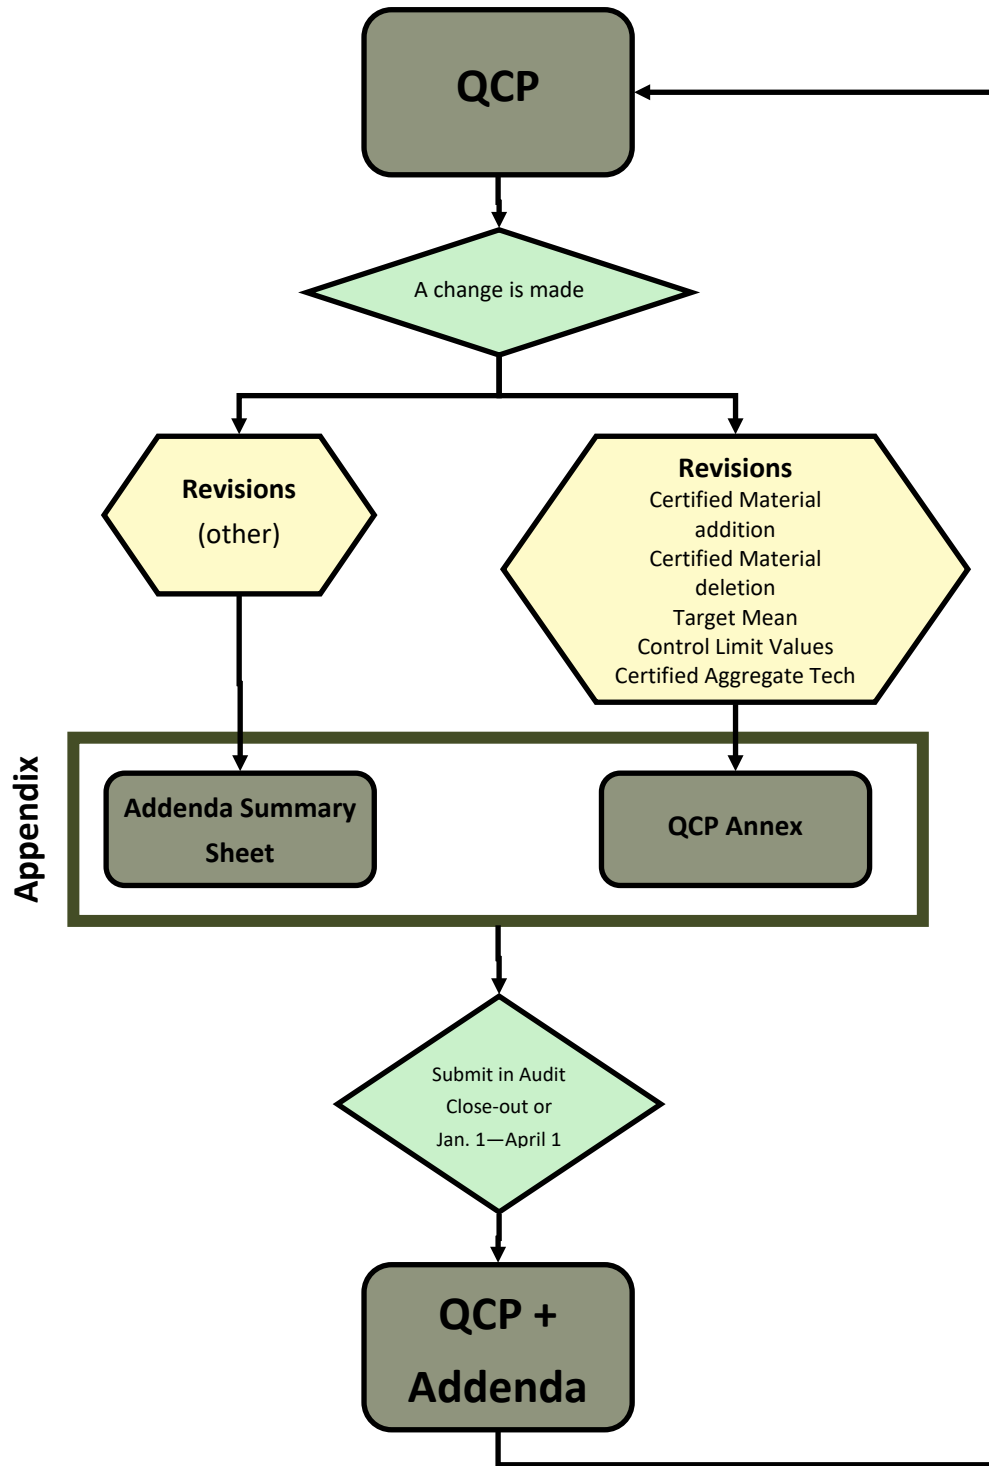 QCP
A change is made
Revisions
(other)
Revisions
Certified Material
addition
Certified Material
deletion
Target Mean
Control Limit Values
Certified Aggregate Tech
Appendix
Addenda Summary
Sheet
QCP Annex
Submit in Audit
Close-out or
Jan. 1—April 1
QCP +
Addenda